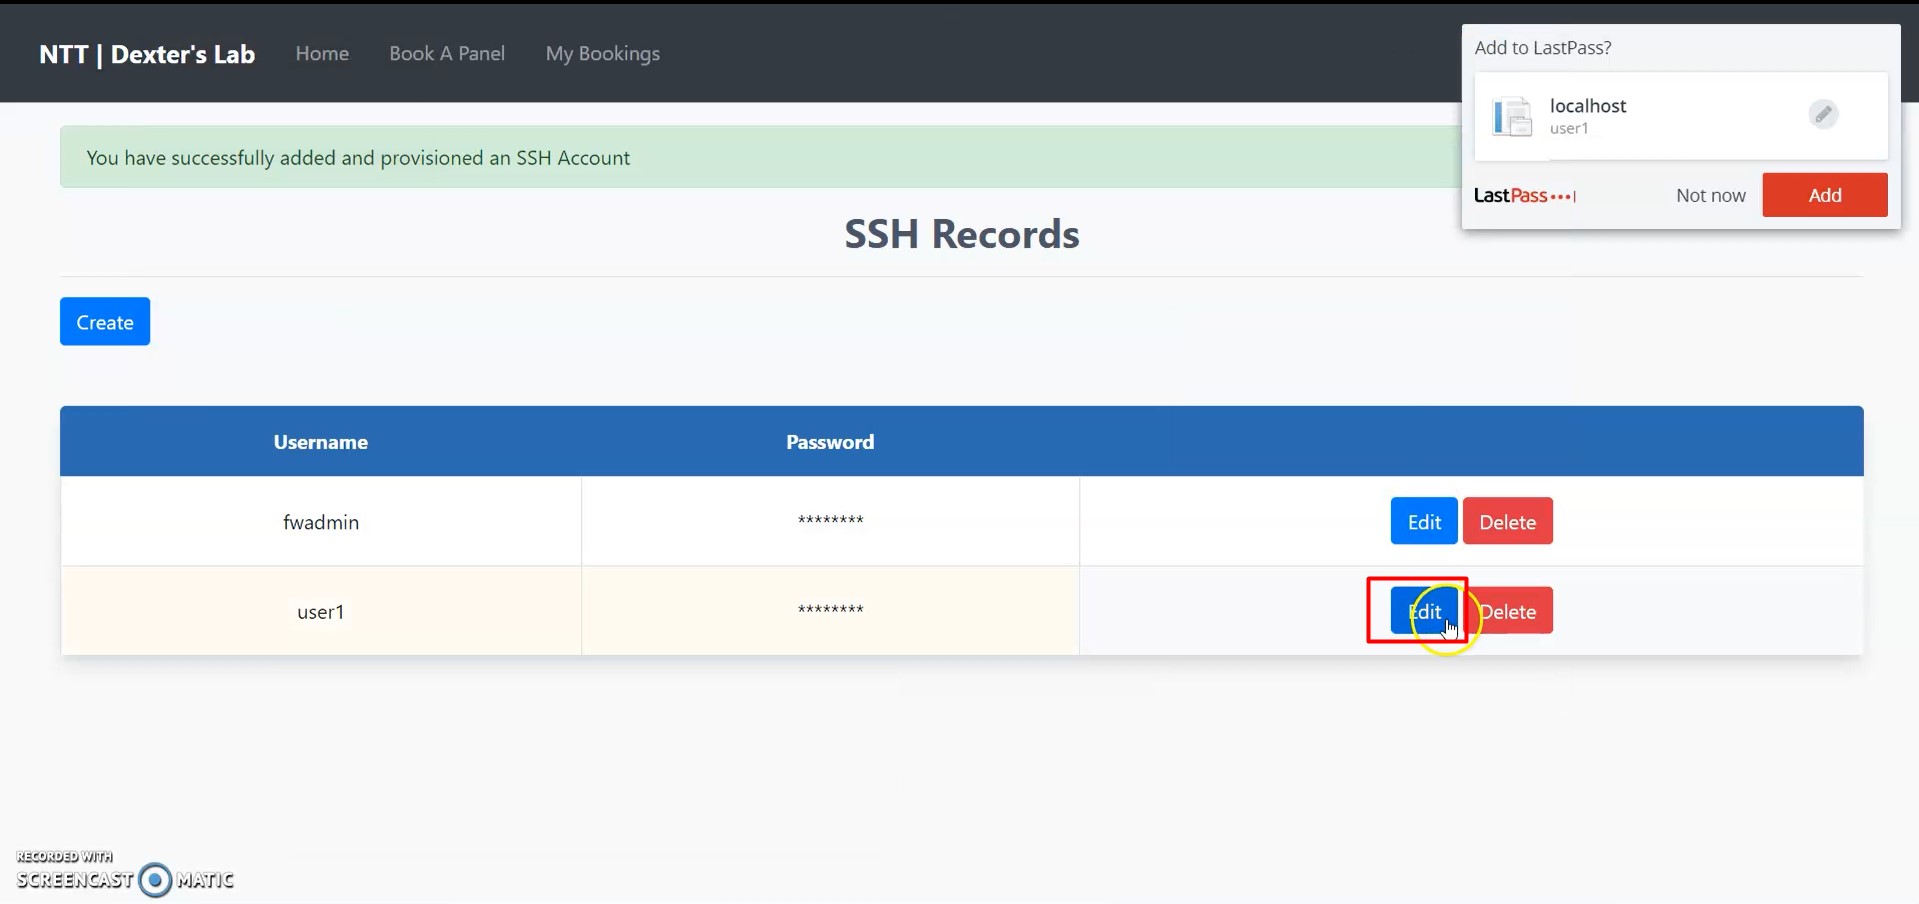 NTT | Dexter's Lab Home Book A Panel My Bookings
Add to LastPass?
localhost
user1
LastPass Not now Add
You have successfully added and provisioned an SSH Account
SSH Records
Create
Username Password
fwadmin ******** Edit Delete
user1 ******** Edit Delete
RECORDED WITH
SCREENCAST MATIC